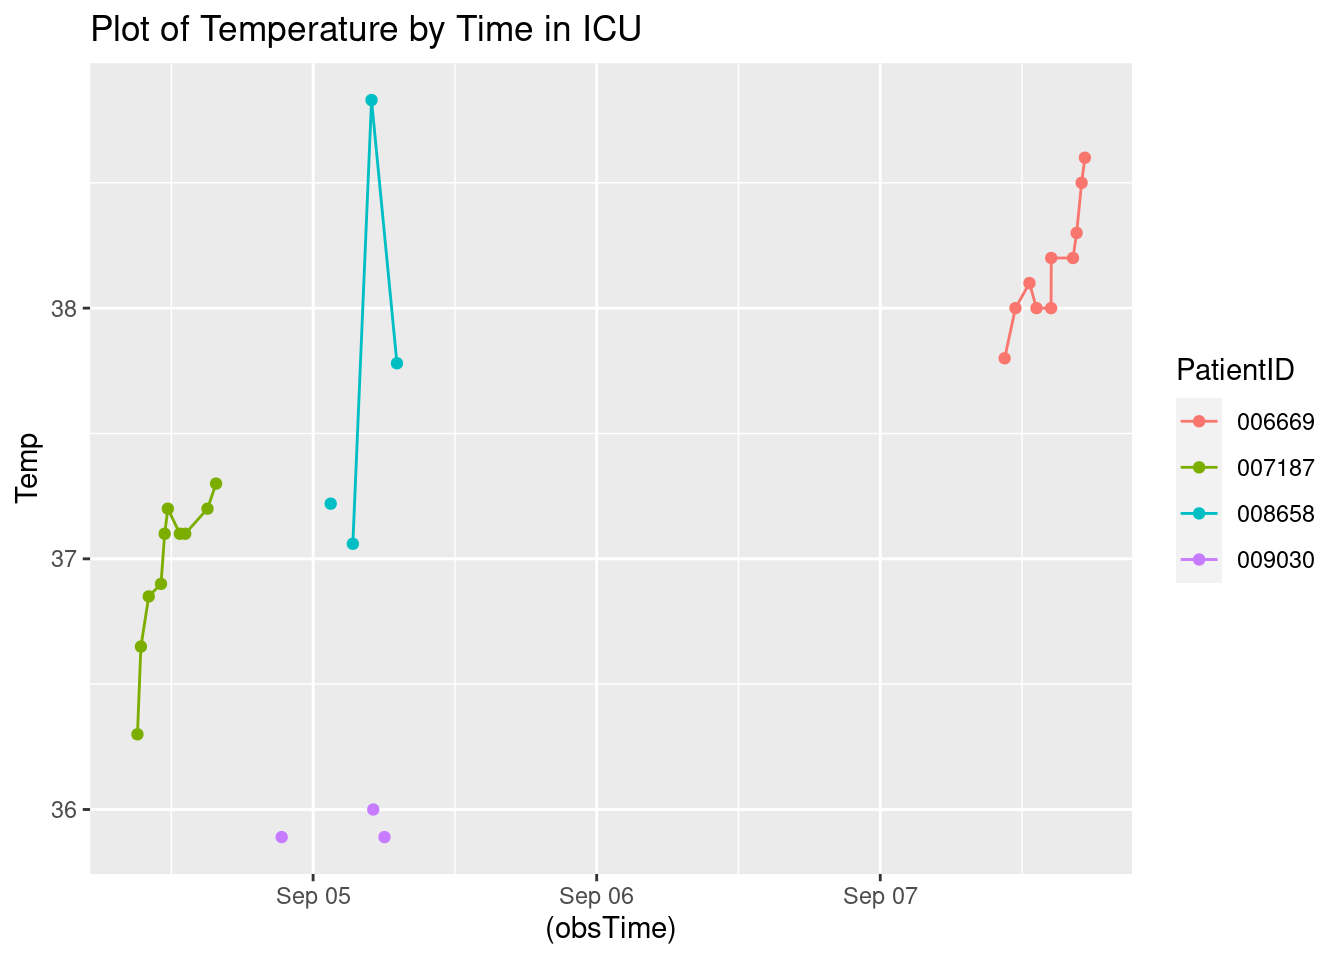 Plot of Temperature by Time in ICU
Temp
38
37
36
Sep 05
Sep 06
Sep 07
(obsTime)
PatientID
006669
007187
008658
009030